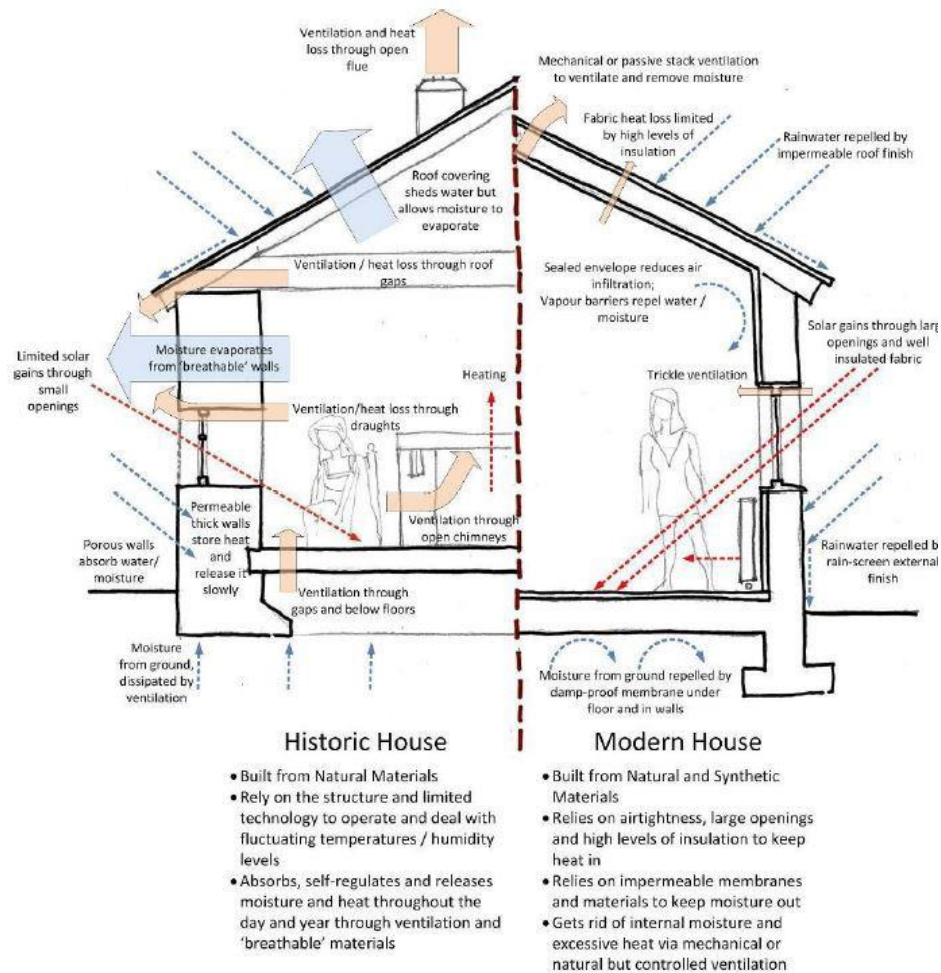 Ventilation and heat
loss through open
flue
Mechanical or passive stack ventilation
to ventilate and remove moisture
Fabric heat loss limited
by high levels of
insulation
Rainwater repelled by
impermeable roof finish
Roof covering
sheds water but
allows moisture to
evaporate
Ventilation / heat loss through roof
gaps
Sealed envelope reduces air
infiltration;
Vapour barriers repel water /
moisture
Solar gains through larg
openings and well
insulated fabric
Limited solar
gains through
small
openings
Moisture evaporates
from 'breathable' walls
Heating
Trickle ventilation
Ventilation/heat loss through
draughts
Permeable
thick walls
store heat
and
release it
slowly
Porous walls
absorb water/
moisture
Ventilation through
open chimneys
Rainwater repelled b
rain-screen external
finish
Ventilation through
gaps and below floors
Moisture
from ground,
dissipated by
ventilation
Moisture from ground repelled by
damp-proof membrane under
floor and in walls
Historic House
• Built from Natural Materials
• Rely on the structure and limited
technology to operate and deal with
fluctuating temperatures / humidity
levels
• Absorbs, self-regulates and releases
moisture and heat throughout the
day and year through ventilation and
'breathable' materials
Modern House
• Built from Natural and Synthetic
Materials
• Relies on airtightness, large openings
and high levels of insulation to keep
heat in
• Relies on impermeable membranes
and materials to keep moisture out
• Gets rid of internal moisture and
excessive heat via mechanical or
natural but controlled ventilation